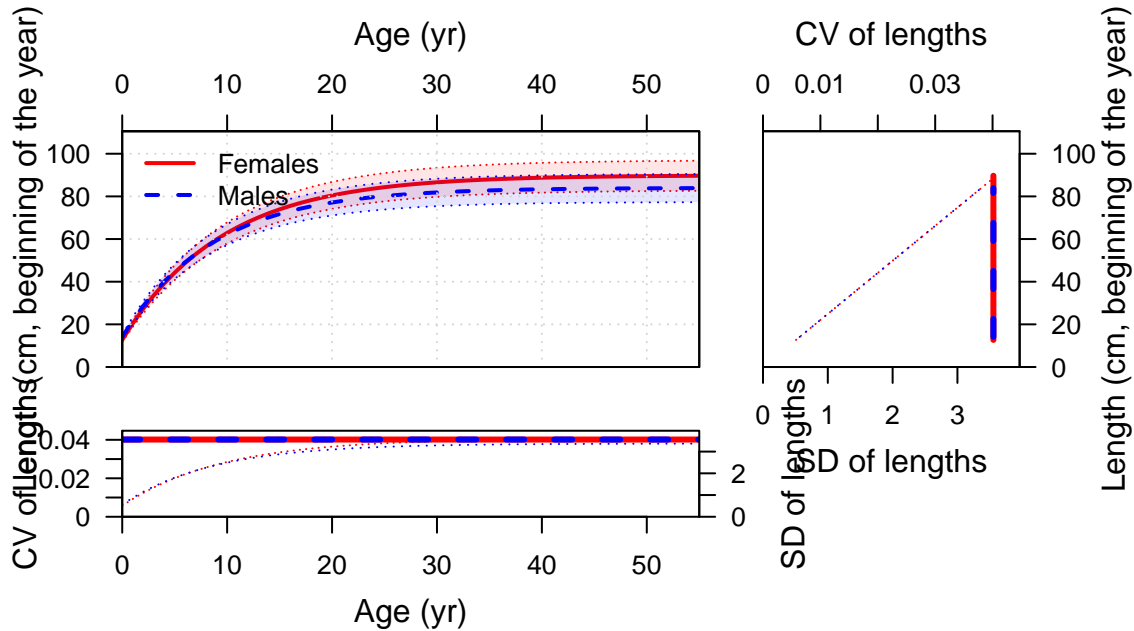 Age (yr)
0 10 20 30 40 50
Length (cm, beginning of the year)
100
80
60
40
20
0
Females
Males
CV of lengths
0 0.01 0.03
100
80
60
40
20
0
Length (cm, beginning of the year)
0 1 2 3
SD of lengths
CV of lengths
0.04
0.02
0
2
0
SD of lengths
0 10 20 30 40 50
Age (yr)